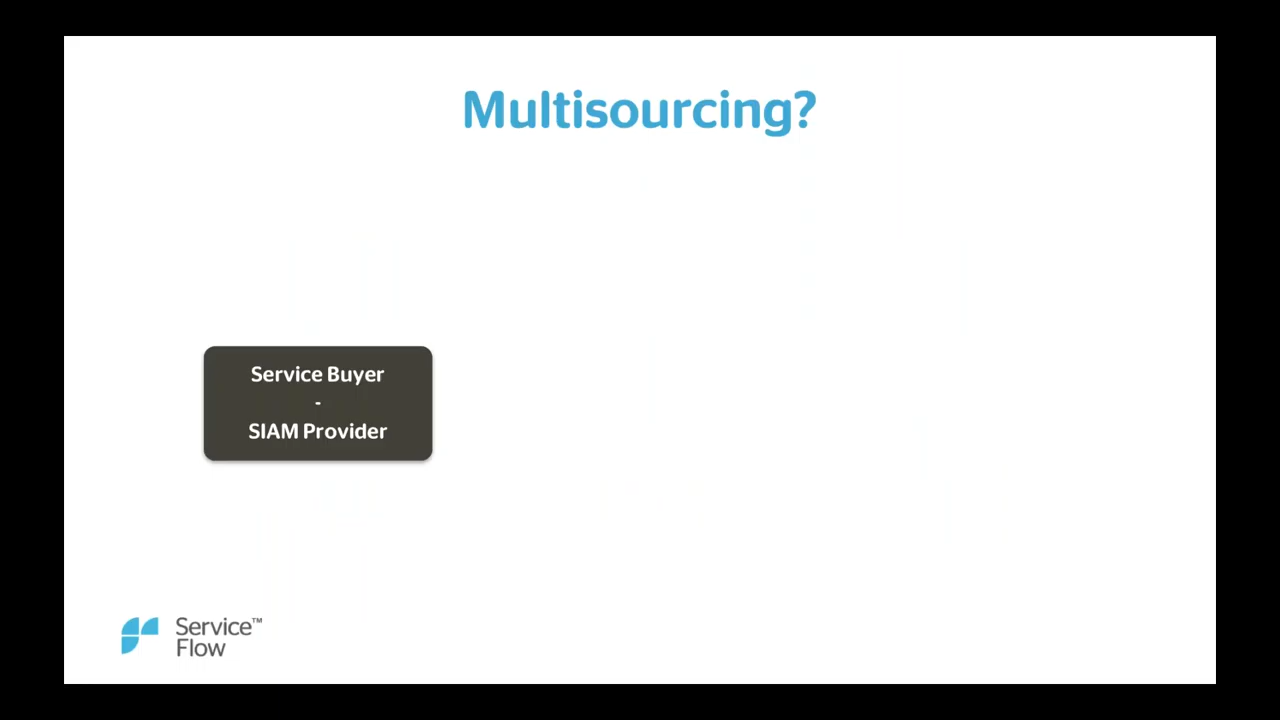 Multisourcing?
Service Buyer
-
SIAM Provider
Service™
Flow